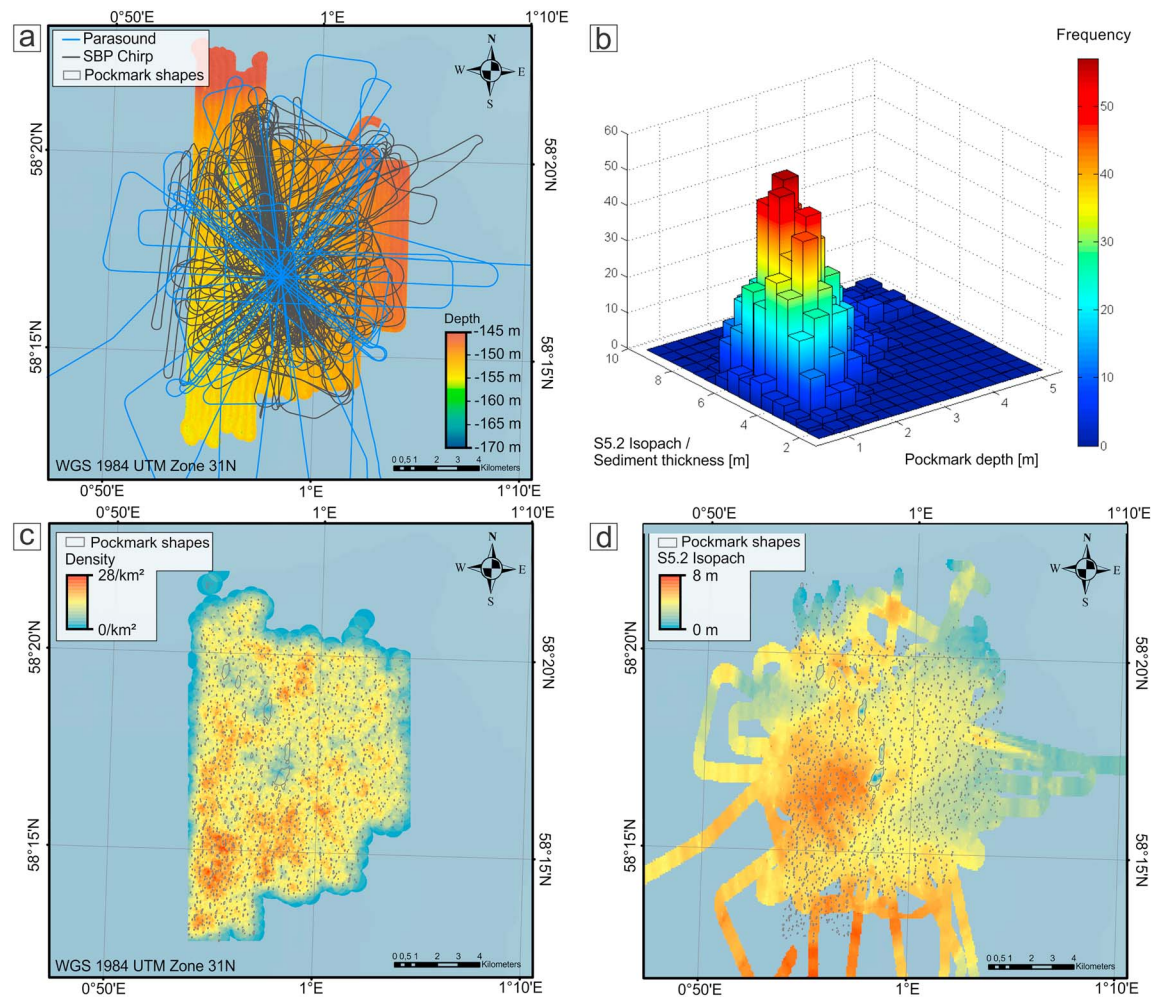 a
0°50'E
1°E
1°10'E
Parasound
SBP Chirp
Pockmark shapes
N
W
E
S
58°20'N
58°20'N
58°15'N
58°15'N
Depth
-145 m
-150 m
-155 m
-160 m
-165 m
-170 m
WGS 1984 UTM Zone 31N
0 0,5 1 2 3 4
Kilometers
0°50'E
1°E
1°10'E
b
Frequency
60
50
40
30
20
10
0
10
8
6
4
2
1
2
3
4
5
50
40
30
20
10
0
S5.2 Isopach /
Sediment thickness [m]
Pockmark depth [m]
c
0°50'E
1°E
1°10'E
Pockmark shapes
Density
28/km²
0/km²
N
W
E
S
58°20'N
58°20'N
58°15'N
58°15'N
WGS 1984 UTM Zone 31N
0 0,5 1 2 3 4
Kilometers
0°50'E
1°E
1°10'E
d
0°50'E
1°E
1°10'E
Pockmark shapes
S5.2 Isopach
8 m
0 m
N
W
E
S
58°20'N
58°20'N
58°15'N
58°15'N
0 0,5 1 2 3 4
Kilometers
0°50'E
1°E
1°10'E